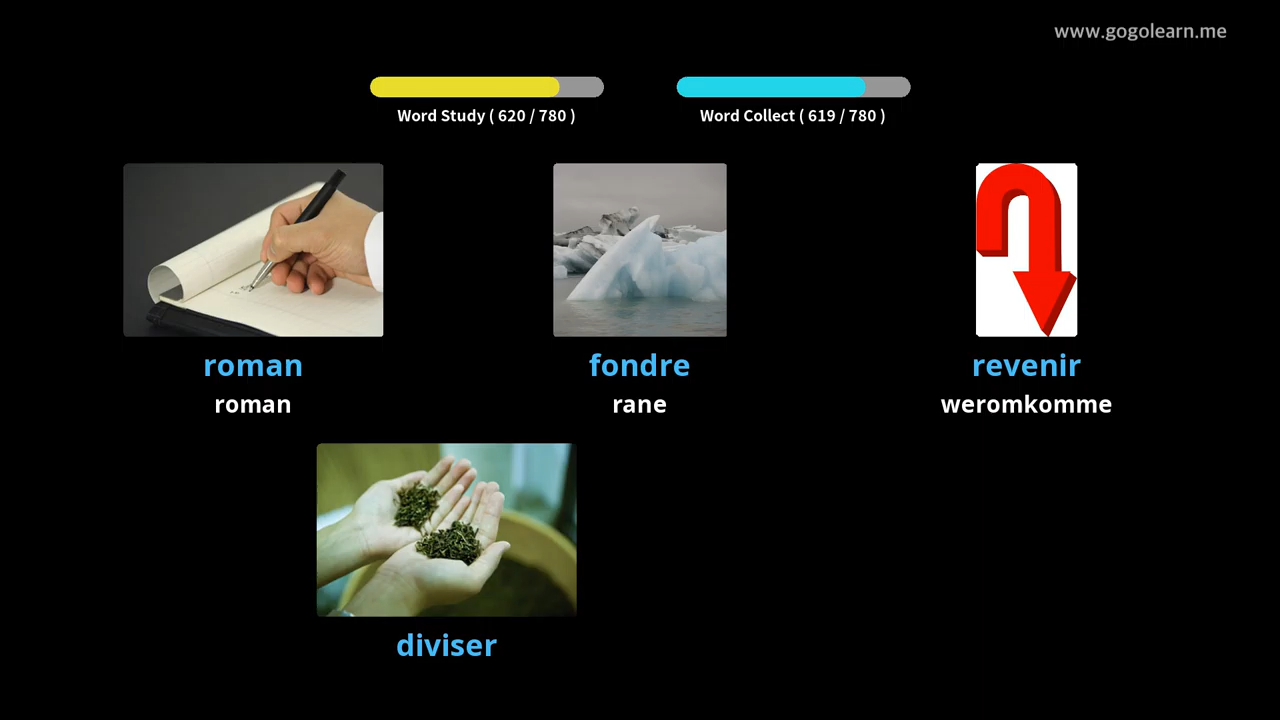 www.gogolearn.me
Word Study ( 620 / 780 )
Word Collect ( 619 / 780 )
roman
roman
fondre
rane
revenir
weromkomme
diviser